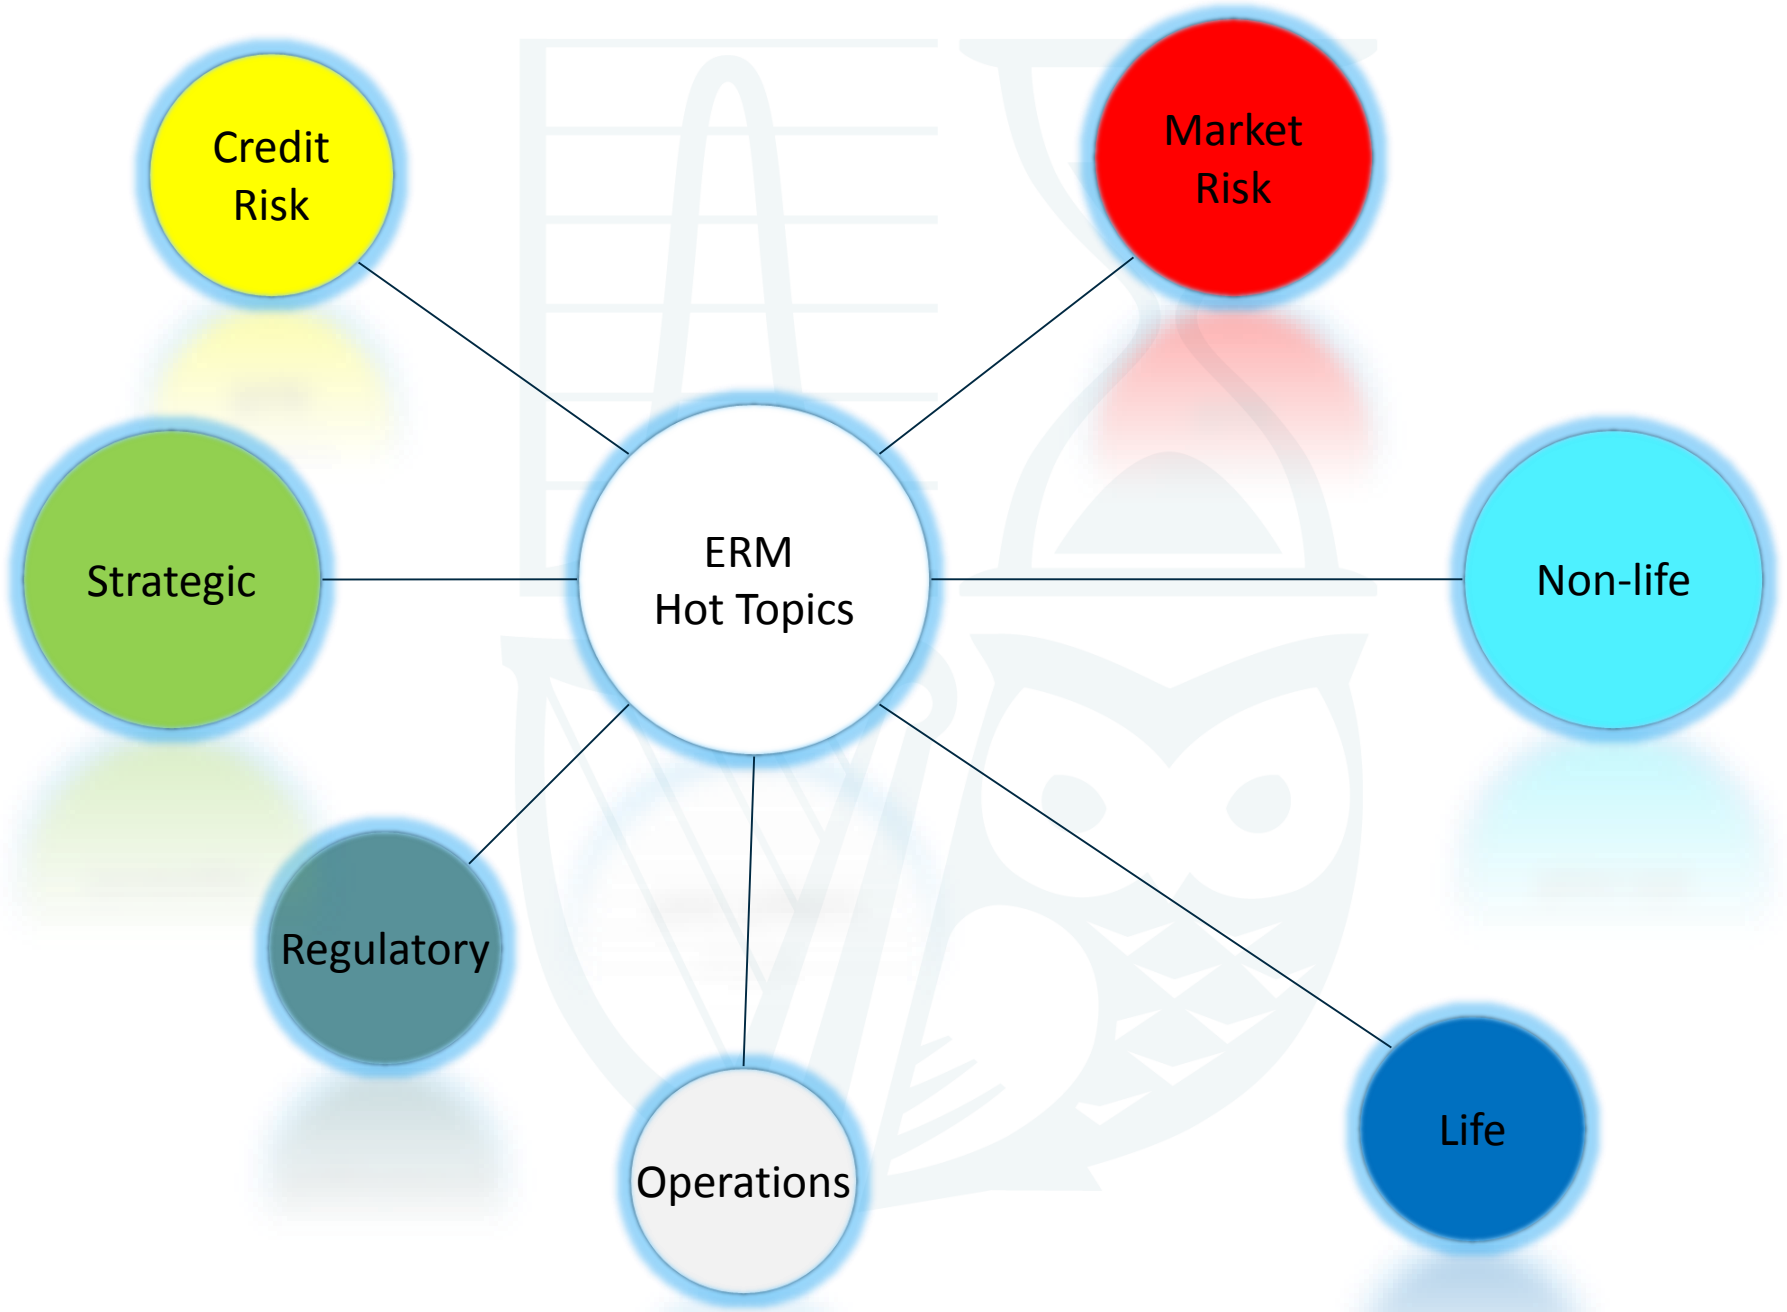 Credit
Risk
Market
Risk
ERM
Hot Topics
Strategic
Non-life
Regulatory
Operations
Life